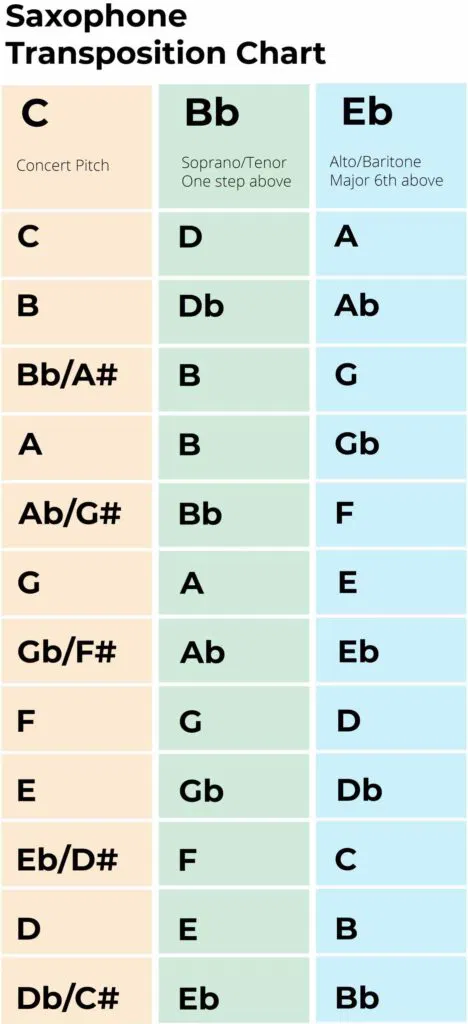 Saxophone
Transposition Chart
C Bb Eb
Concert Pitch Soprano/Tenor Alto/Baritone
One step above Major 6th above
C D A
B Db Ab
Bb/A# B G
A B Gb
Ab/G# Bb F
G A E
Gb/F# Ab Eb
F G D
E Gb Db
Eb/D# F C
D E B
Db/C# Eb Bb